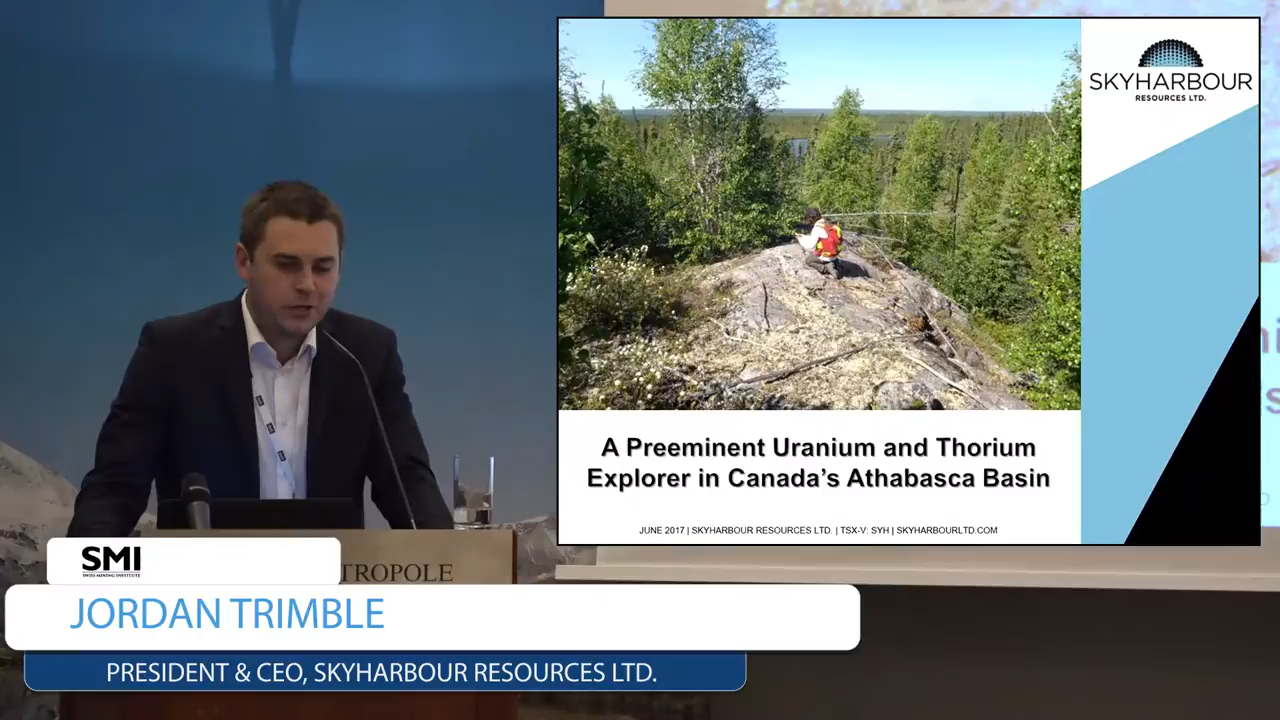 SKYHARBOUR
RESOURCES LTD.
A Preeminent Uranium and Thorium
Explorer in Canada's Athabasca Basin
JUNE 2017 | SKYHARBOUR RESOURCES LTD. | TSX-V: SYH | SKYHARBOURLTD.COM
TROPOLE
SMI
SWISS MINING INSTITUTE
JORDAN TRIMBLE
PRESIDENT & CEO, SKYHARBOUR RESOURCES LTD.